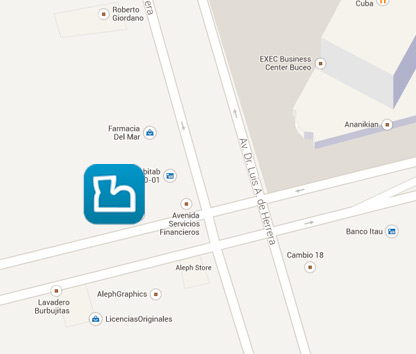 Cuba
Roberto
Giordano
EXEC Business
Center Buceo
Farmacia
Del Mar
Ananikian
Av. Dr. Luis A. de Herrera
Avenida
Servicios
Financieros
Banco Itau
Cambio 18
Aleph Store
AlephGraphics
Lavadero
Burbujitas
LicenciasOriginales